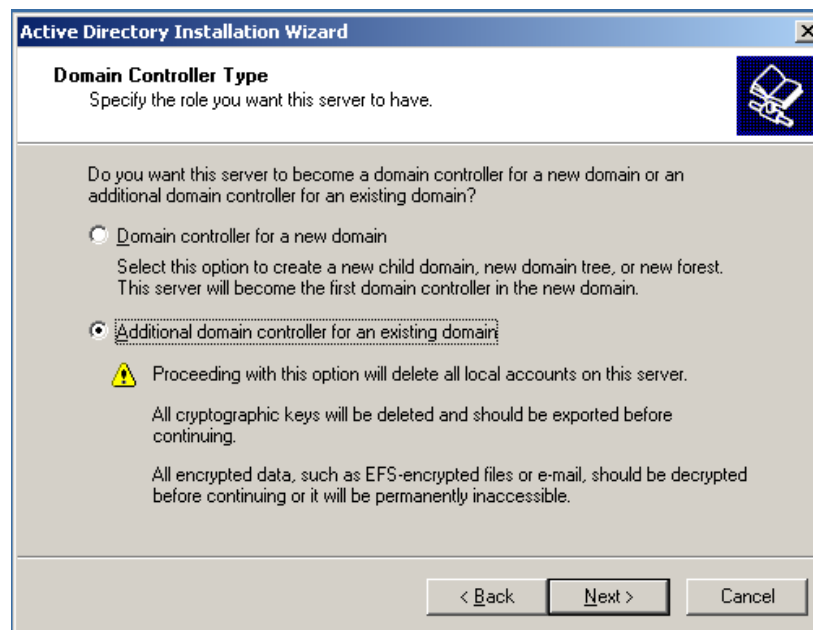 Active Directory Installation Wizard
Domain Controller Type
Specify the role you want this server to have.
Do you want this server to become a domain controller for a new domain or an
additional domain controller for an existing domain?
Domain controller for a new domain
Select this option to create a new child domain, new domain tree, or new forest.
This server will become the first domain controller in the new domain.
Additional domain controller for an existing domain
Proceeding with this option will delete all local accounts on this server.
All cryptographic keys will be deleted and should be exported before
continuing.
All encrypted data, such as EFS-encrypted files or e-mail, should be decrypted
before continuing or it will be permanently inaccessible.
< Back Next > Cancel